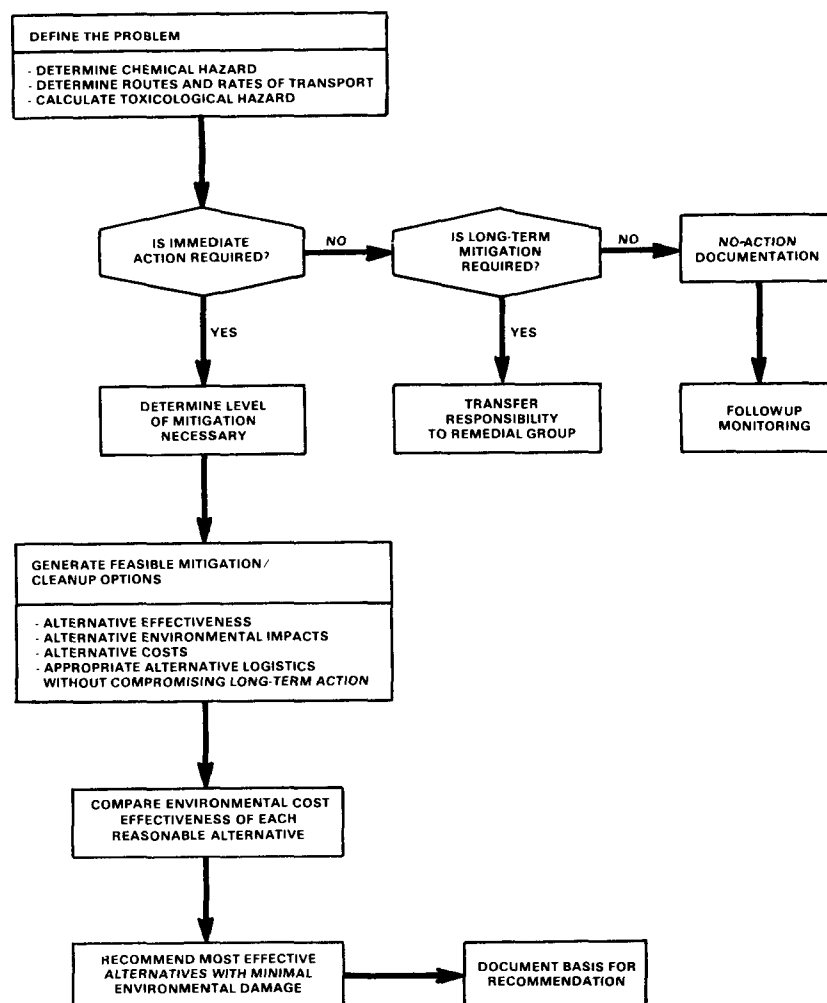 DEFINE THE PROBLEM
- DETERMINE CHEMICAL HAZARD
- DETERMINE ROUTES AND RATES OF TRANSPORT
- CALCULATE TOXICOLOGICAL HAZARD
IS IMMEDIATE
ACTION REQUIRED?
NO
IS LONG-TERM
MITIGATION
REQUIRED?
NO
NO-ACTION
DOCUMENTATION
YES
YES
DETERMINE LEVEL
OF MITIGATION
NECESSARY
TRANSFER
RESPONSIBILITY
TO REMEDIAL GROUP
FOLLOWUP
MONITORING
GENERATE FEASIBLE MITIGATION/
CLEANUP OPTIONS
- ALTERNATIVE EFFECTIVENESS
- ALTERNATIVE ENVIRONMENTAL IMPACTS
- ALTERNATIVE COSTS
- APPROPRIATE ALTERNATIVE LOGISTICS
WITHOUT COMPROMISING LONG-TERM ACTION
COMPARE ENVIRONMENTAL COST
EFFECTIVENESS OF EACH
REASONABLE ALTERNATIVE
RECOMMEND MOST EFFECTIVE
ALTERNATIVES WITH MINIMAL
ENVIRONMENTAL DAMAGE
DOCUMENT BASIS FOR
RECOMMENDATION